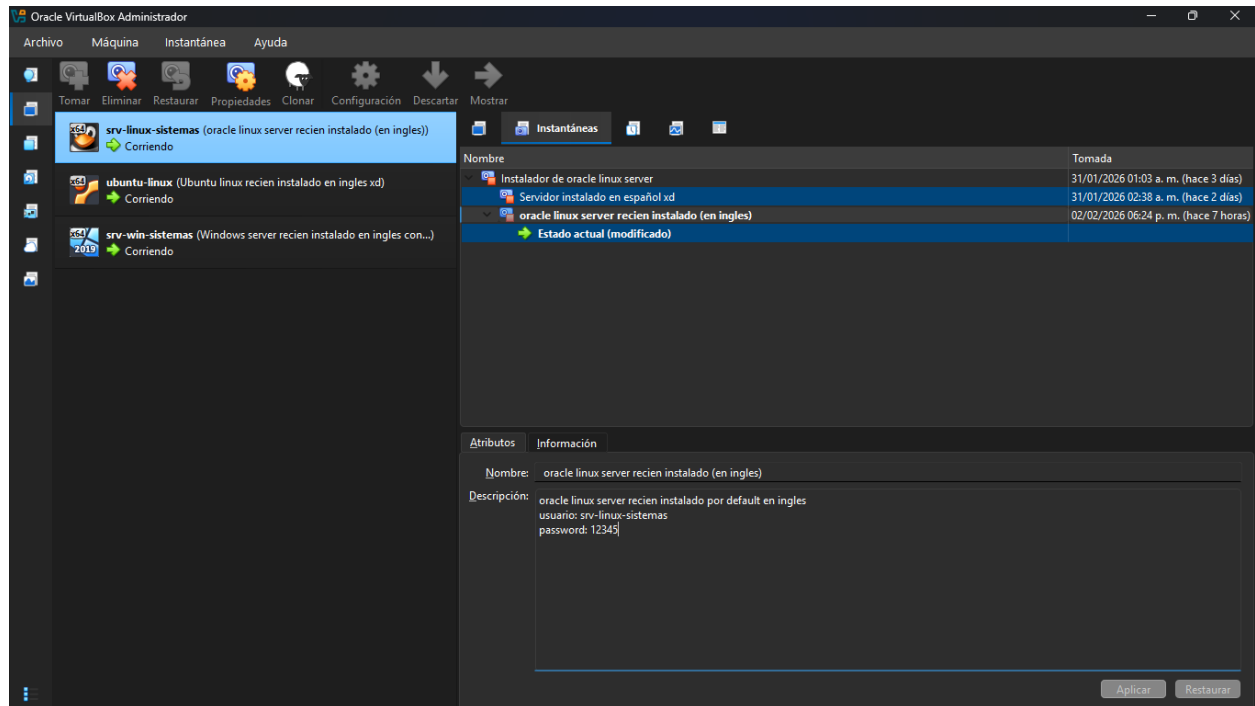 Oracle VirtualBox Administrador
Archivo Máquina Instantánea Ayuda
Tomar Eliminar Restaurar Propiedades Clonar Configuración Descartar Mostrar
x64 srv-linux-sistemas (oracle linux server recien instalado (en ingles))
Corriendo
x64 ubuntu-linux (Ubuntu linux recien instalado en ingles xd)
Corriendo
x64 srv-win-sistemas (Windows server recien instalado en ingles con...)
2019 Corriendo
Instantáneas
Nombre Tomada
Instalador de oracle linux server 31/01/2026 01:03 a. m. (hace 3 días)
Servidor instalado en español xd 31/01/2026 02:38 a. m. (hace 2 días)
oracle linux server recien instalado (en ingles) 02/02/2026 06:24 p. m. (hace 7 horas)
Estado actual (modificado)
Atributos Información
Nombre: oracle linux server recien instalado (en ingles)
Descripción: oracle linux server recien instalado por default en ingles
usuario: srv-linux-sistemas
password: 12345
Aplicar Restaurar